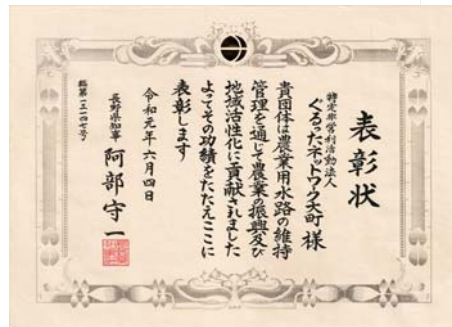 表彰状
特定非営利活動法人
ぐるったネットワーク大町 様
貴団体は農業用水路の維持
管理を通じて農業の振興及び
地域活性化に貢献されました
よってその功績をたたえここに
表彰します
令和元年六月四日
長野県知事 阿部守一